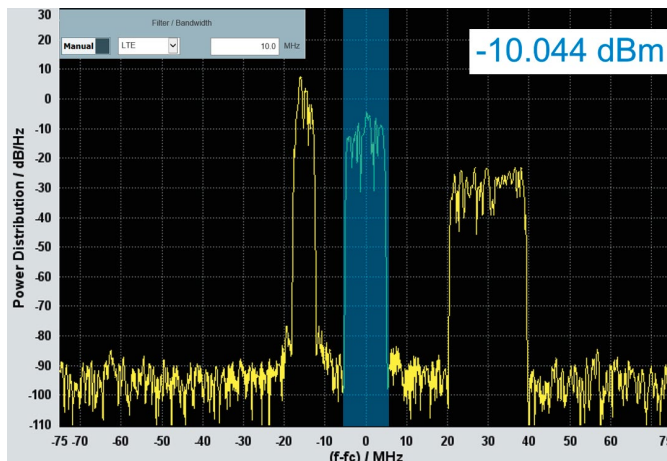 Filter / Bandwidth
Manual LTE 10.0 MHz
-10.044 dBm
Power Distribution / dB/Hz
30
20
10
0
-10
-20
-30
-40
-50
-60
-70
-80
-90
-100
-110
-75 -70 -60 -50 -40 -30 -20 -10 0 10 20 30 40 50 60 75
(f-fc) / MHz